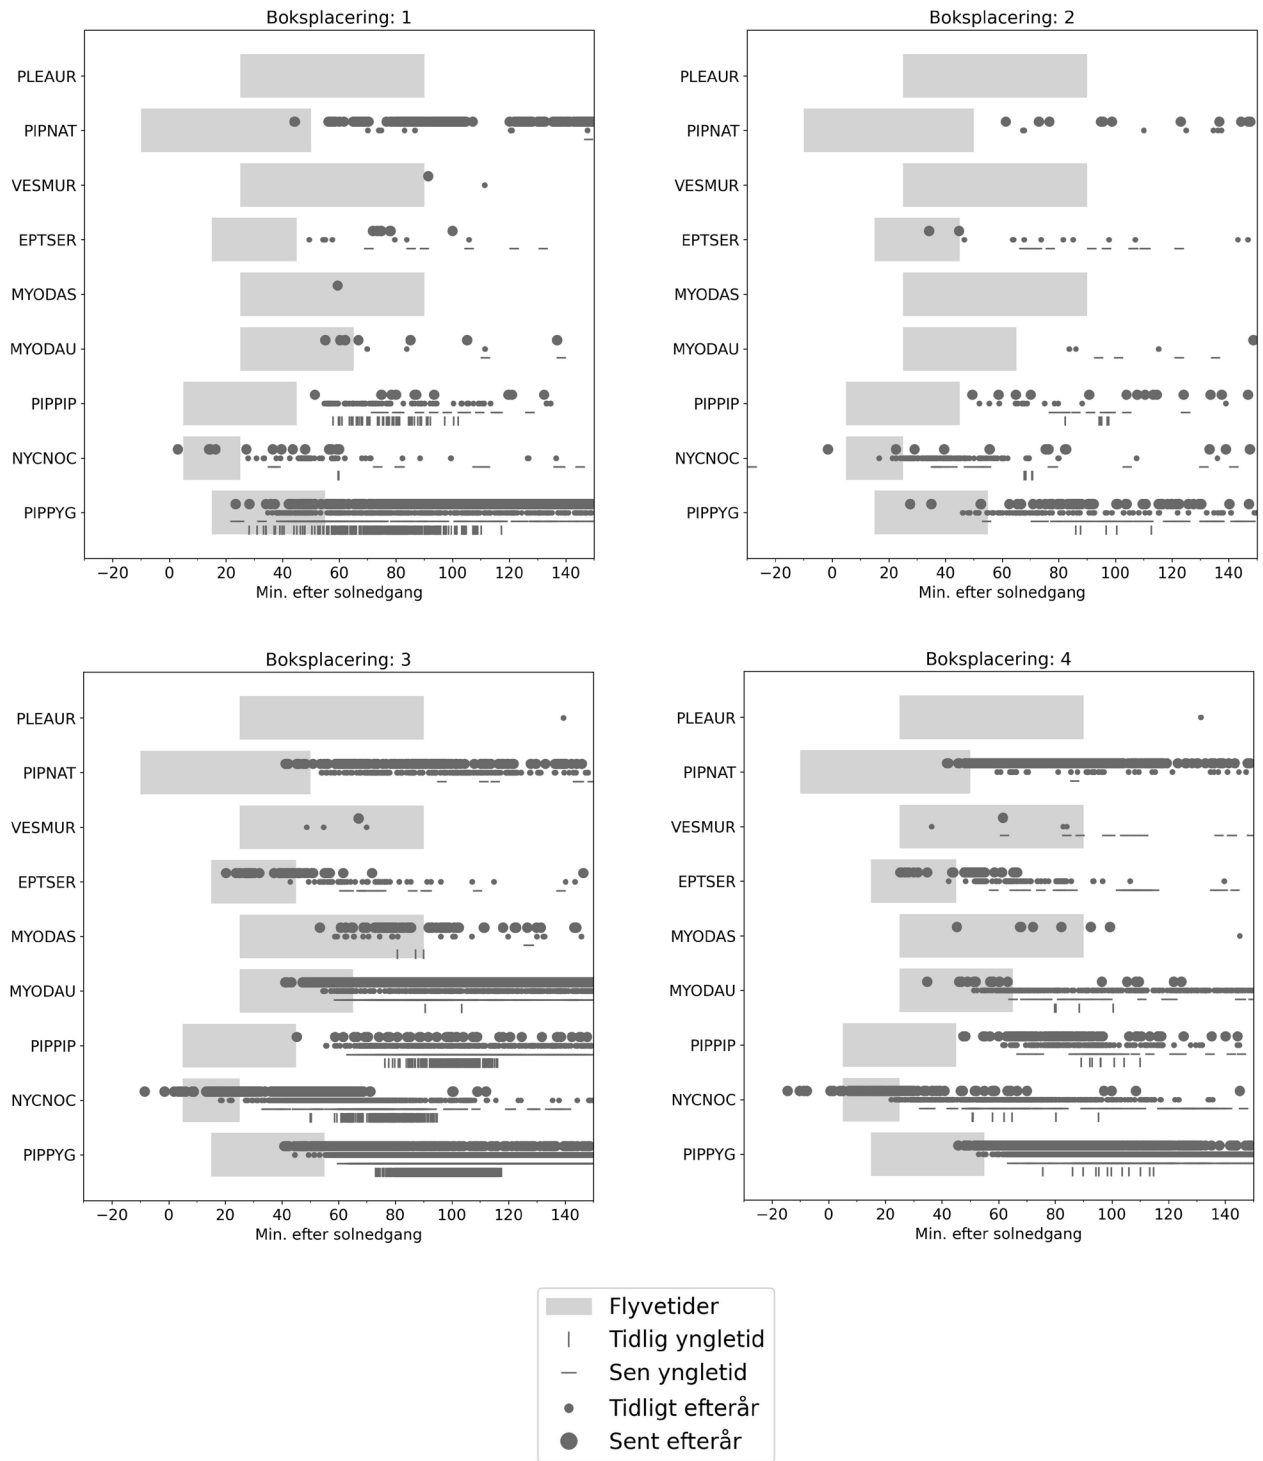 Boksplacering: 1
PLEAUR
PIPNAT
VESMUR
EPTSER
MYODAS
MYODAU
PIPPIP
NYCNOC
PIPPYG
−20 0 20 40 60 80 100 120 140
Min. efter solnedgang
Boksplacering: 2
PLEAUR
PIPNAT
VESMUR
EPTSER
MYODAS
MYODAU
PIPPIP
NYCNOC
PIPPYG
−20 0 20 40 60 80 100 120 140
Min. efter solnedgang
Boksplacering: 3
PLEAUR
PIPNAT
VESMUR
EPTSER
MYODAS
MYODAU
PIPPIP
NYCNOC
PIPPYG
−20 0 20 40 60 80 100 120 140
Min. efter solnedgang
Boksplacering: 4
PLEAUR
PIPNAT
VESMUR
EPTSER
MYODAS
MYODAU
PIPPIP
NYCNOC
PIPPYG
−20 0 20 40 60 80 100 120 140
Min. efter solnedgang
Flyvetider
Tidlig yngletid
Sen yngletid
Tidligt efterår
Sent efterår